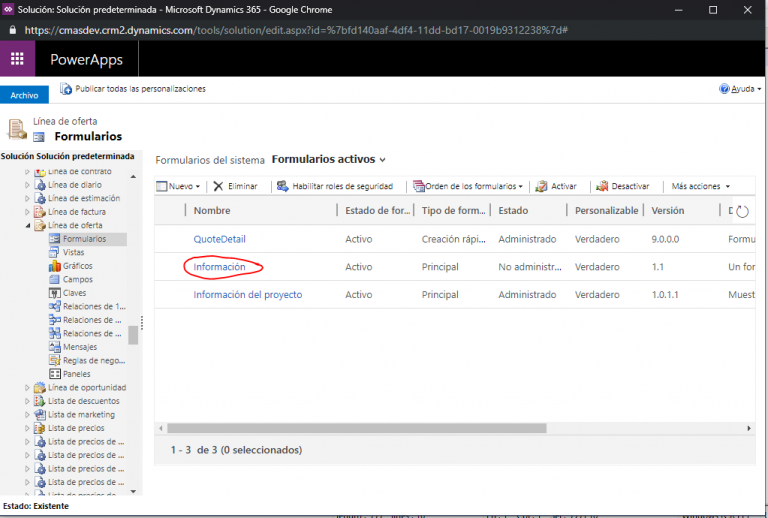 Solución: Solución predeterminada - Microsoft Dynamics 365 - Google Chrome
https://cmasdev.crm2.dynamics.com/tools/solution/edit.aspx?id=%7bfd140aaf-4df4-11dd-bd17-0019b9312238%7d#
PowerApps
Archivo
Publicar todas las personalizaciones
Ayuda
Línea de oferta
Formularios
Solución Solución predeterminada
Línea de contrato
Línea de diario
Línea de estimación
Línea de factura
Línea de oferta
Formularios
Vistas
Gráficos
Campos
Claves
Relaciones de 1...
Relaciones de ...
Relaciones de ...
Mensajes
Reglas de nego...
Paneles
Línea de oportunidad
Lista de descuentos
Lista de marketing
Lista de precios
Lista de precios de ...
Lista de precios de ...
Lista de precios de ...
Lista de precios de ...
Formularios del sistema Formularios activos
Nuevo Eliminar Habilitar roles de seguridad Orden de los formularios Activar Desactivar Más acciones
Nombre Estado de for... Tipo de form... Estado Personalizable Versión D
QuoteDetail Activo Creación rápi... Administrado Verdadero 9.0.0.0 Formu
Información Activo Principal No administr... Verdadero 1.1 Un for
Información del proyecto Activo Principal Administrado Verdadero 1.0.1.1 Muest
1 - 3 de 3 (0 seleccionados)
Estado: Existente